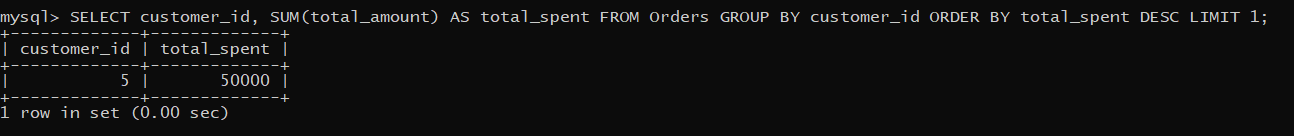 mysql> SELECT customer_id, SUM(total_amount) AS total_spent FROM Orders GROUP BY customer_id ORDER BY total_spent DESC LIMIT 1;
+-------------+-------------+
| customer_id | total_spent |
+-------------+-------------+
|           5 |       50000 |
+-------------+-------------+
1 row in set (0.00 sec)